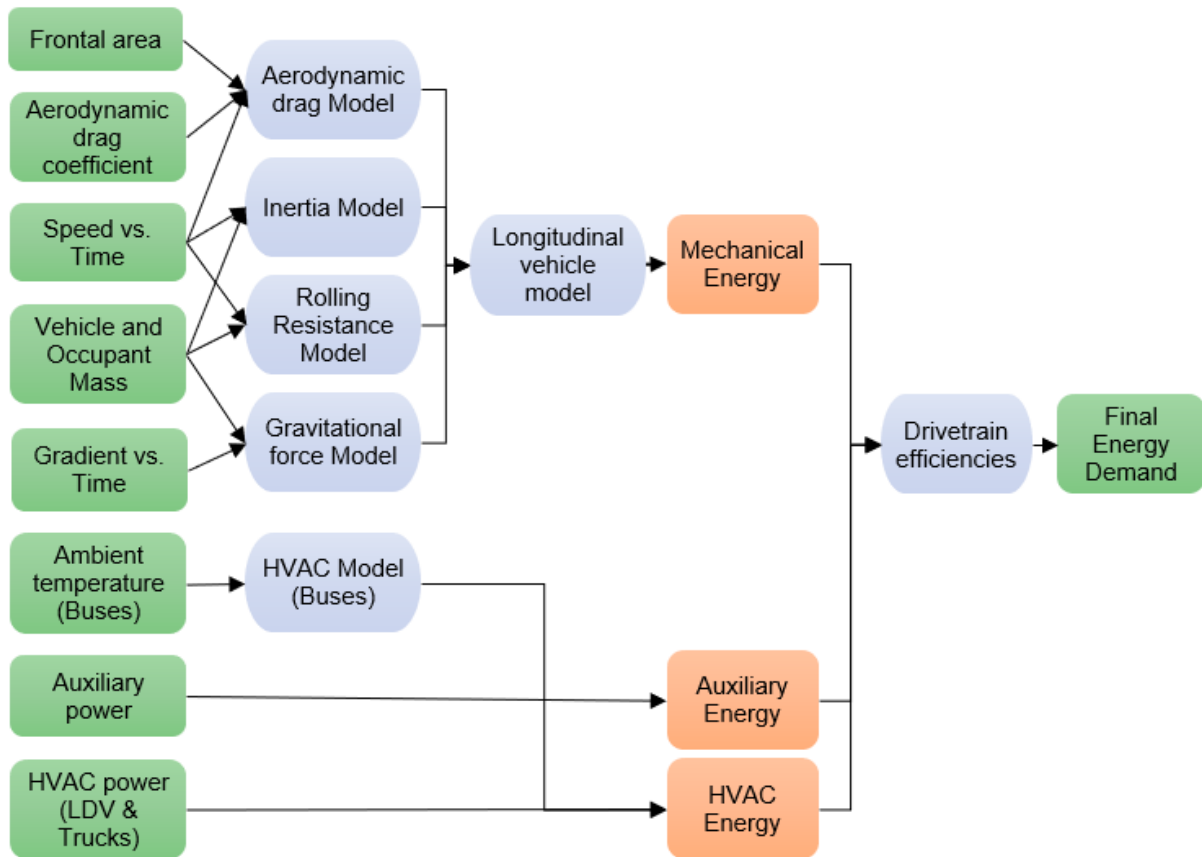 Frontal area
Aerodynamic
drag
coefficient
Speed vs.
Time
Vehicle and
Occupant
Mass
Gradient vs.
Time
Ambient
temperature
(Buses)
Auxiliary
power
HVAC power
(LDV &
Trucks)
Aerodynamic
drag Model
Inertia Model
Rolling
Resistance
Model
Gravitational
force Model
HVAC Model
(Buses)
Longitudinal
vehicle
model
Mechanical
Energy
Auxiliary
Energy
HVAC
Energy
Drivetrain
efficiencies
Final
Energy
Demand